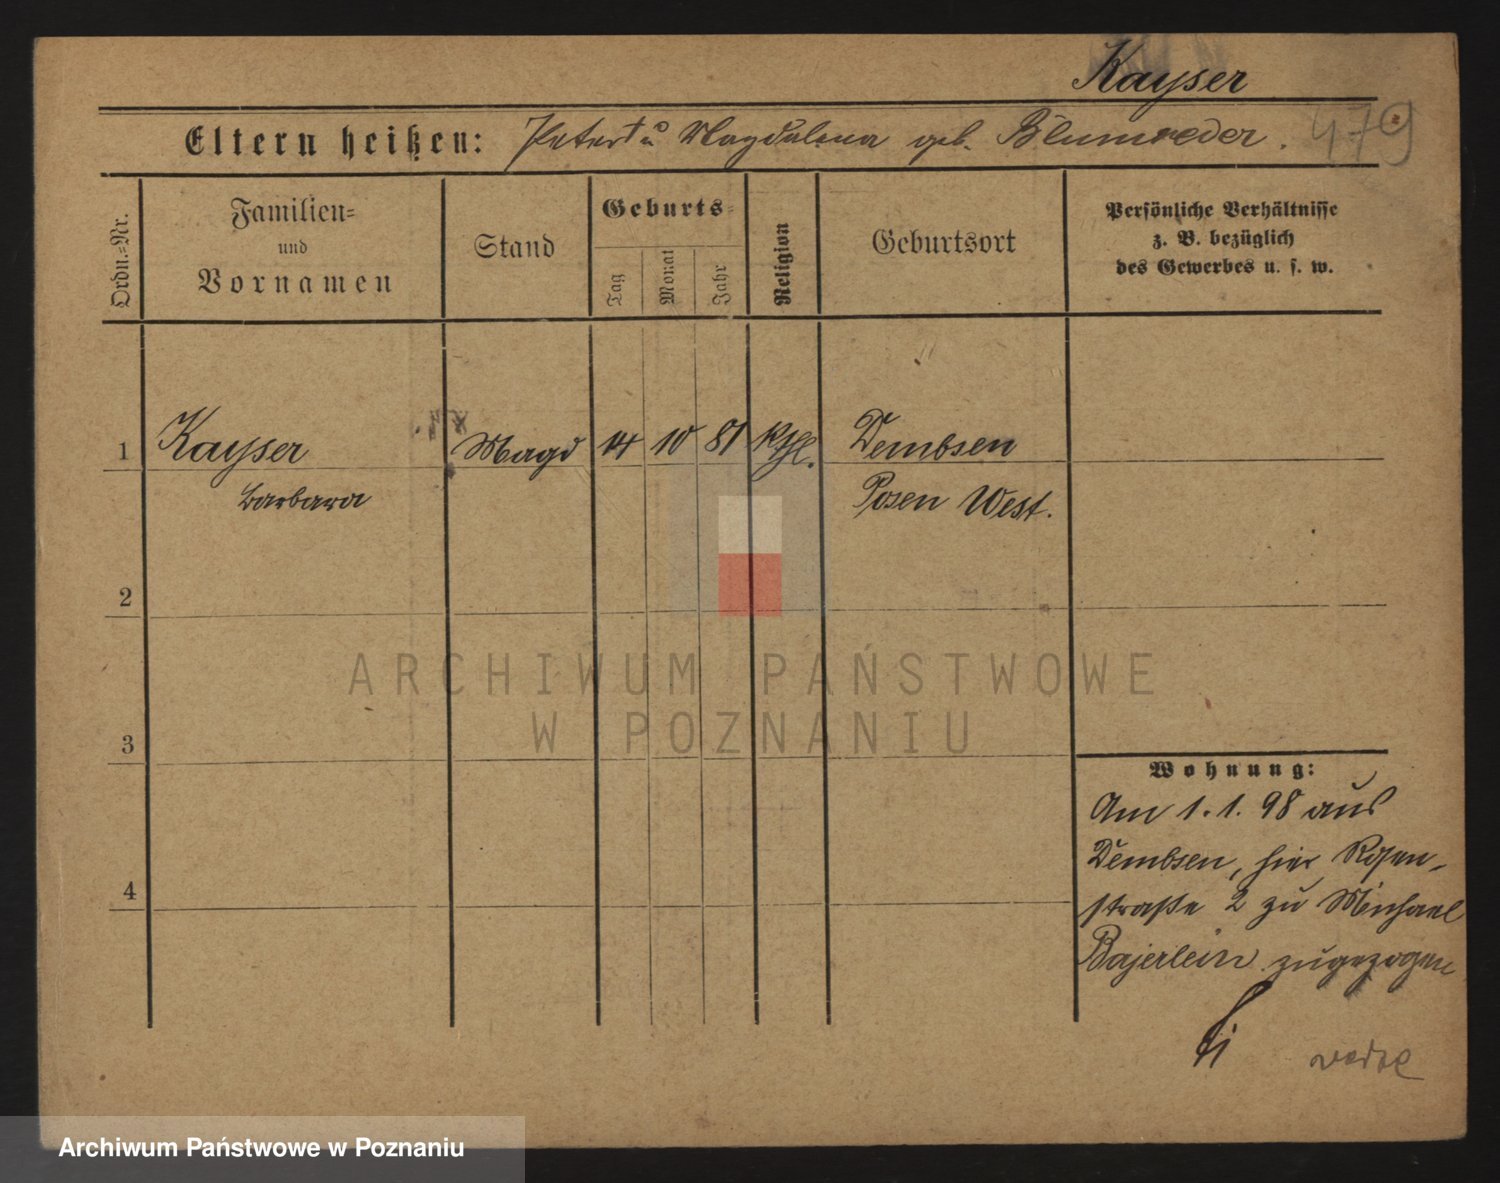 Kayser
479
Eltern heißen: Peter † u Magdalena geb. Blumreder.
Ordn.=Nr.
Familien=
und
Vornamen
Stand
Geburts=
Tag
Monat
Jahr
Religion
Geburtsort
Persönliche Verhältnisse
z. B. bezüglich
des Gewerbes u. s. w.
1 Kayser Magd 14 10 81 kthl. Dembsen
Barbara Posen West.
2
3
4
Wohnung:
Am 1.1.98 aus
Dembsen, hier Rosen-
straße 2 zu Michael
Bajerlein zugezogen
ARCHIWUM PAŃSTWOWE
W POZNANIU
Archiwum Państwowe w Poznaniu